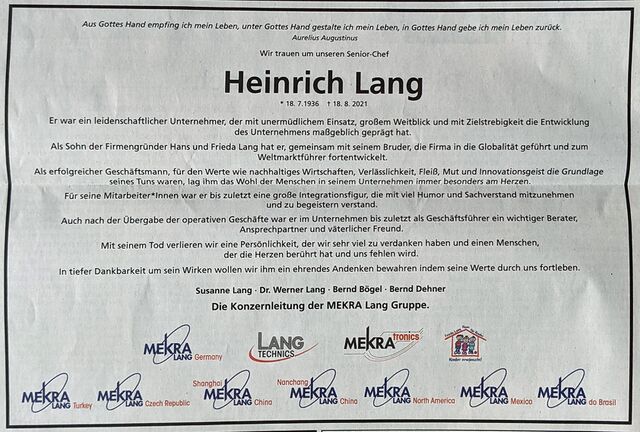 Aus Gottes Hand empfing ich mein Leben, unter Gottes Hand gestalte ich mein Leben, in Gottes Hand gebe ich mein Leben zurück.
Aurelius Augustinus
Wir trauen um unseren Senior-Chef
Heinrich Lang
* 18. 7.1936 † 18. 8. 2021
Er war ein leidenschaftlicher Unternehmer, der mit unermüdlichem Einsatz, großem Weitblick und mit Zielstrebigkeit die Entwicklung
des Unternehmens maßgeblich geprägt hat.
Als Sohn der Firmengründer Hans und Frieda Lang hat er, gemeinsam mit seinem Bruder, die Firma in die Globalität geführt und zum
Weltmarktführer fortentwickelt.
Als erfolgreicher Geschäftsmann, für den Werte wie nachhaltiges Wirtschaften, Verlässlichkeit, Fleiß, Mut und Innovationsgeist die Grundlage
seines Tuns waren, lag ihm das Wohl der Menschen in seinem Unternehmen immer besonders am Herzen.
Für seine Mitarbeiter*Innen war er bis zuletzt eine große Integrationsfigur, die mit viel Humor und Sachverstand mitzunehmen
und zu begeistern verstand.
Auch nach der Übergabe der operativen Geschäfte war er im Unternehmen bis zuletzt als Geschäftsführer ein wichtiger Berater,
Ansprechpartner und väterlicher Freund.
Mit seinem Tod verlieren wir eine Persönlichkeit, der wir sehr viel zu verdanken haben und einen Menschen,
der die Herzen berührt hat und uns fehlen wird.
In tiefer Dankbarkeit um sein Wirken wollen wir ihm ein ehrendes Andenken bewahren indem seine Werte durch uns fortleben.
Susanne Lang · Dr. Werner Lang · Bernd Bögel · Bernd Dehner
Die Konzernleitung der MEKRA Lang Gruppe.
MEKRA LANG Germany
LANG TECHNICS
MEKRA tronics
Kinder erwünscht!
MEKRA LANG Turkey
MEKRA LANG Czech Republic
Shanghai MEKRA LANG China
Nanchang MEKRA LANG China
MEKRA LANG North America
MEKRA LANG Mexico
MEKRA LANG do Brasil